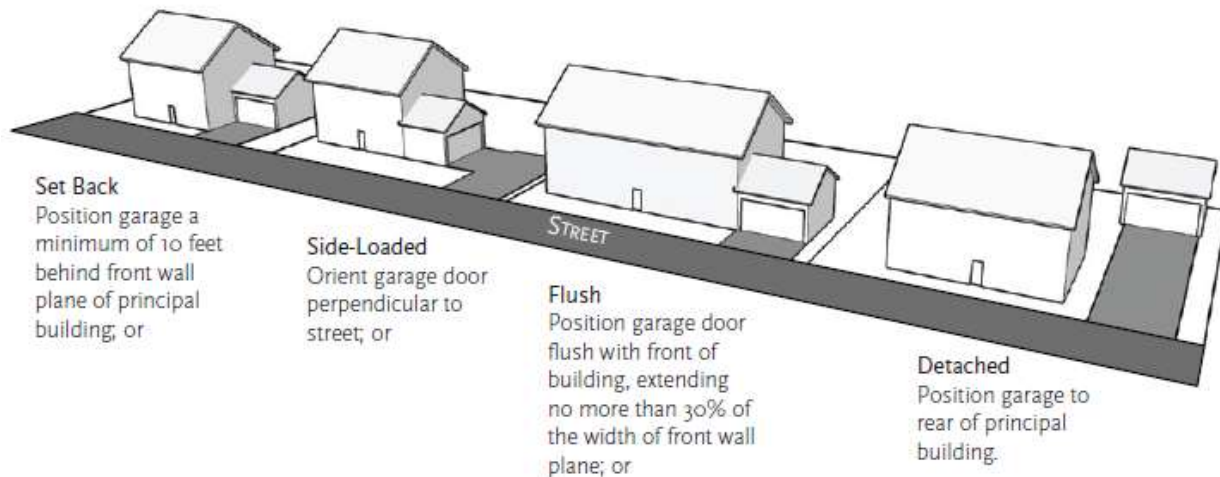 Set Back
Position garage a
minimum of 10 feet
behind front wall
plane of principal
building; or
Side-Loaded
Orient garage door
perpendicular to
street; or
STREET
Flush
Position garage door
flush with front of
building, extending
no more than 30% of
the width of front wall
plane; or
Detached
Position garage to
rear of principal
building.